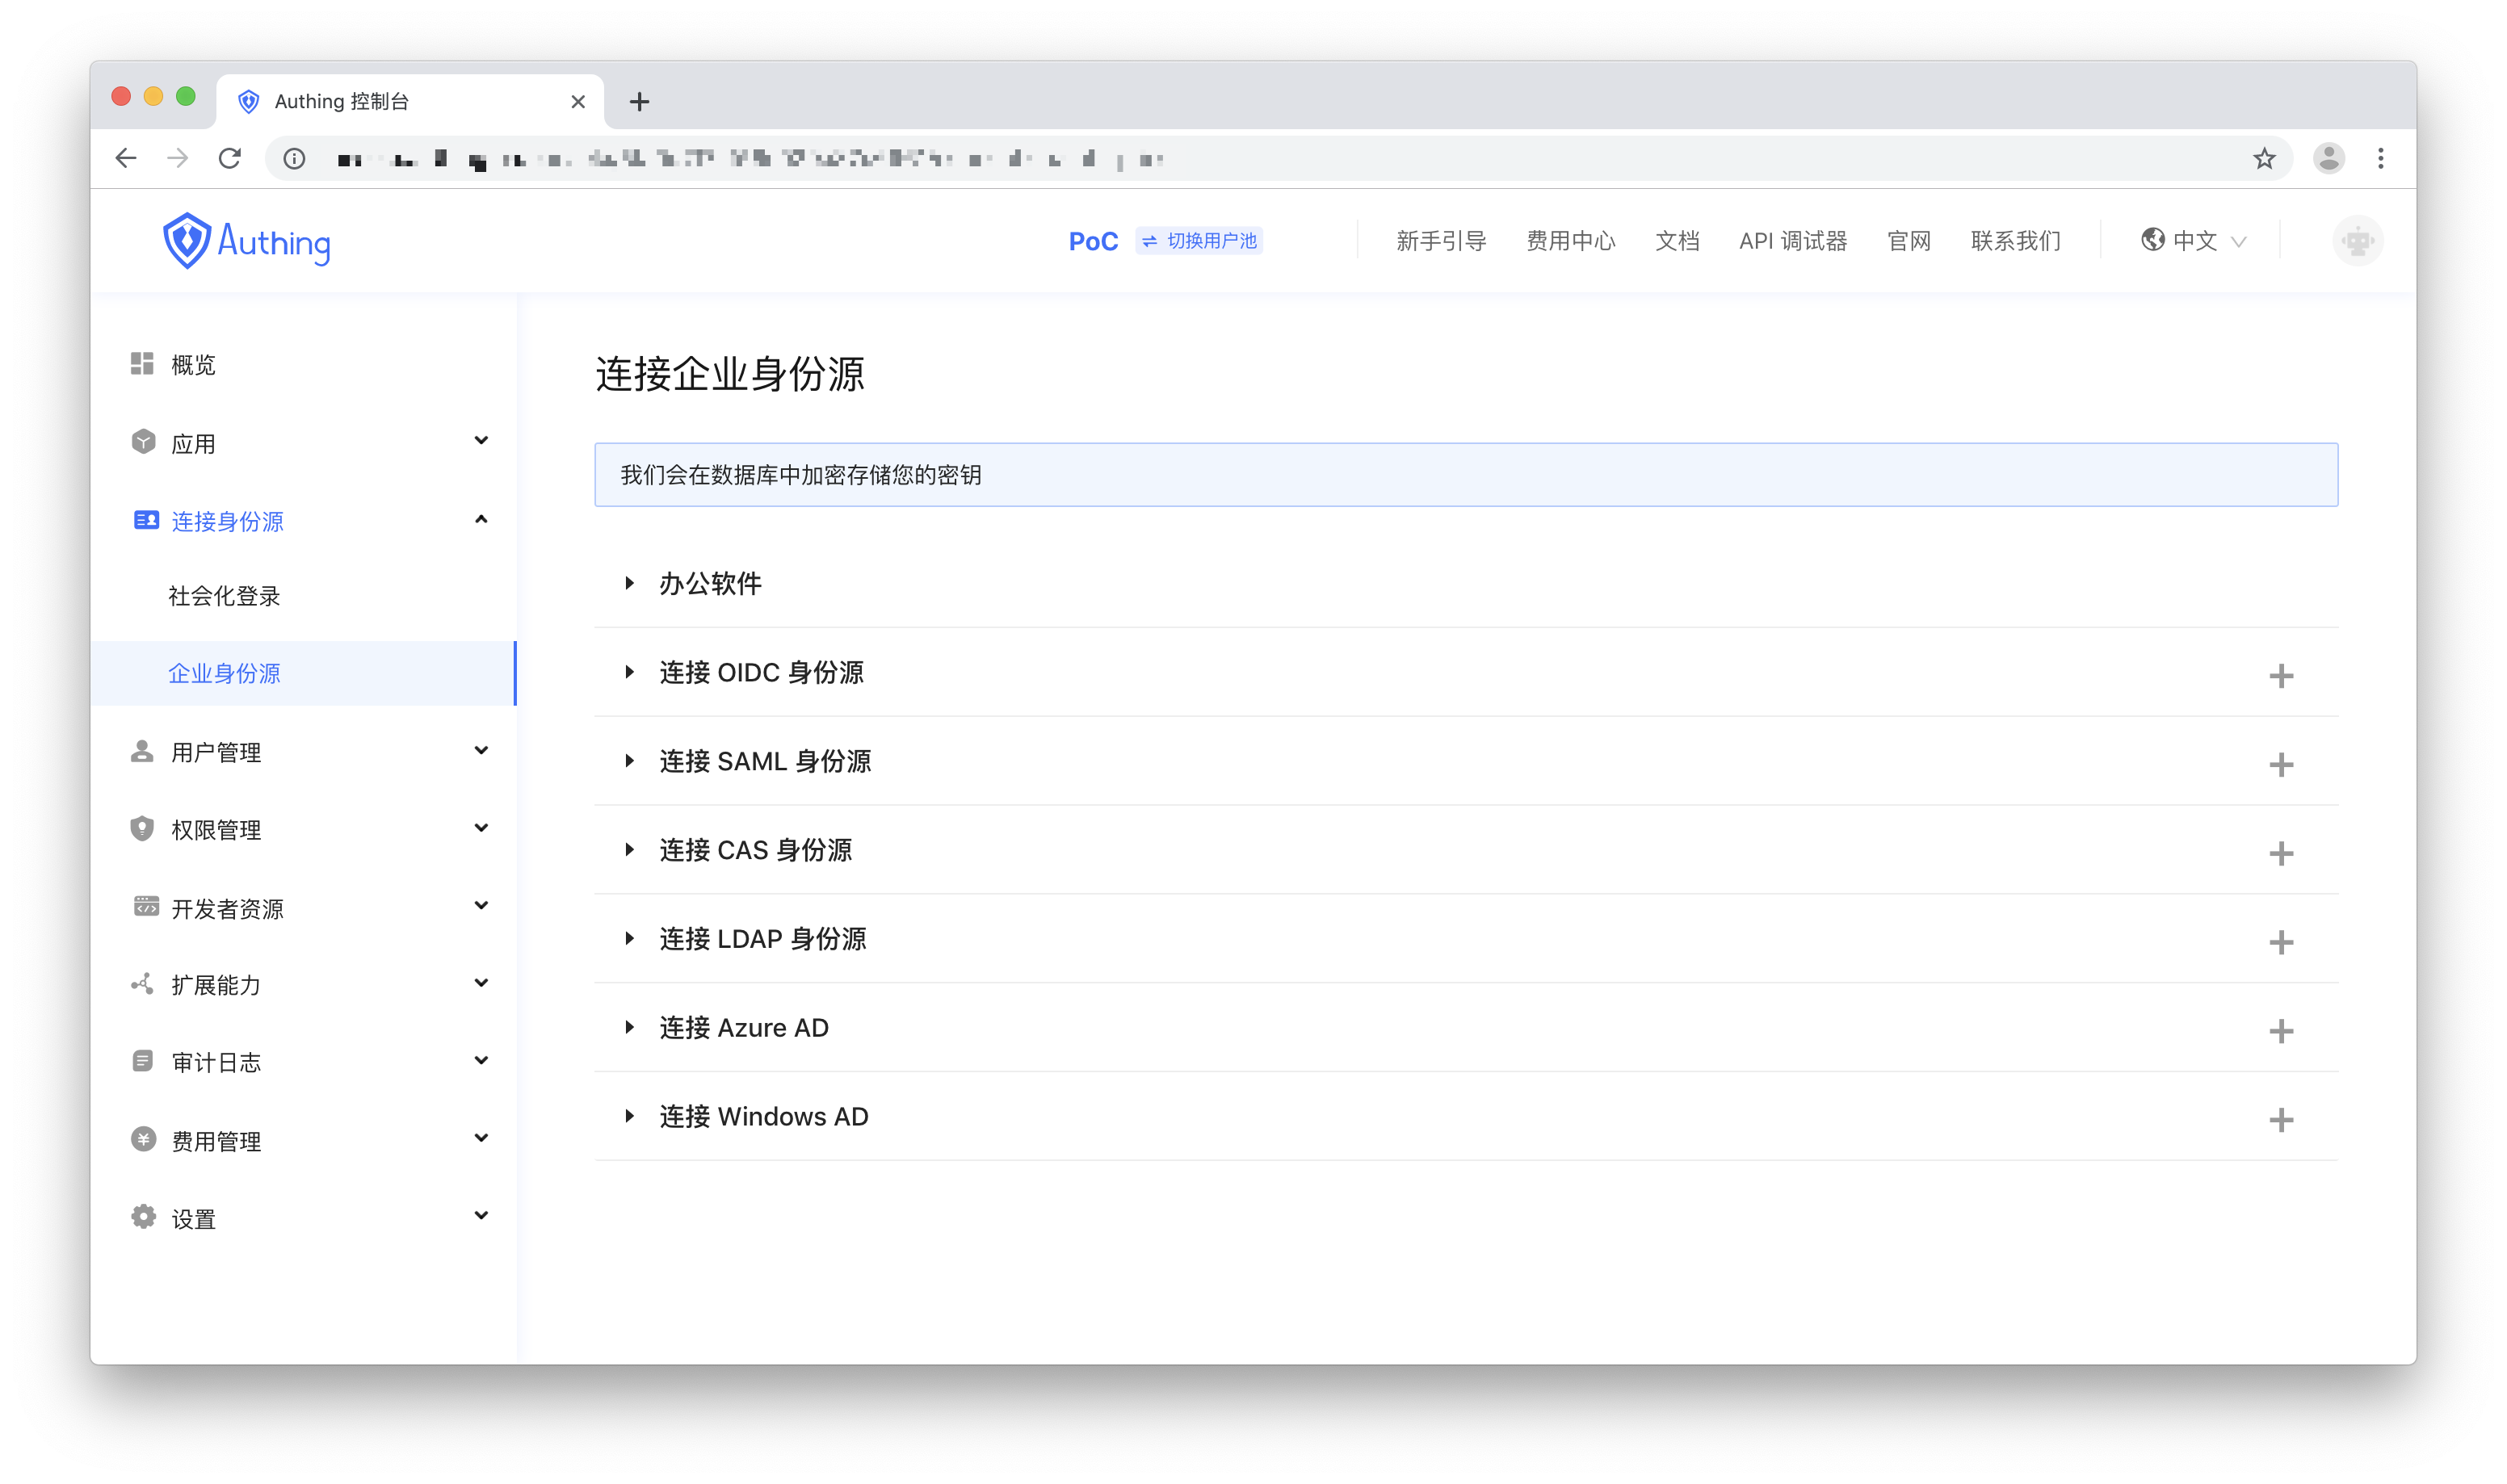 Authing 控制台
Authing
PoC 切换用户池 新手引导 费用中心 文档 API 调试器 官网 联系我们 中文
概览
应用
连接身份源
社会化登录
企业身份源
用户管理
权限管理
开发者资源
扩展能力
审计日志
费用管理
设置
连接企业身份源
我们会在数据库中加密存储您的密钥
办公软件
连接 OIDC 身份源
连接 SAML 身份源
连接 CAS 身份源
连接 LDAP 身份源
连接 Azure AD
连接 Windows AD